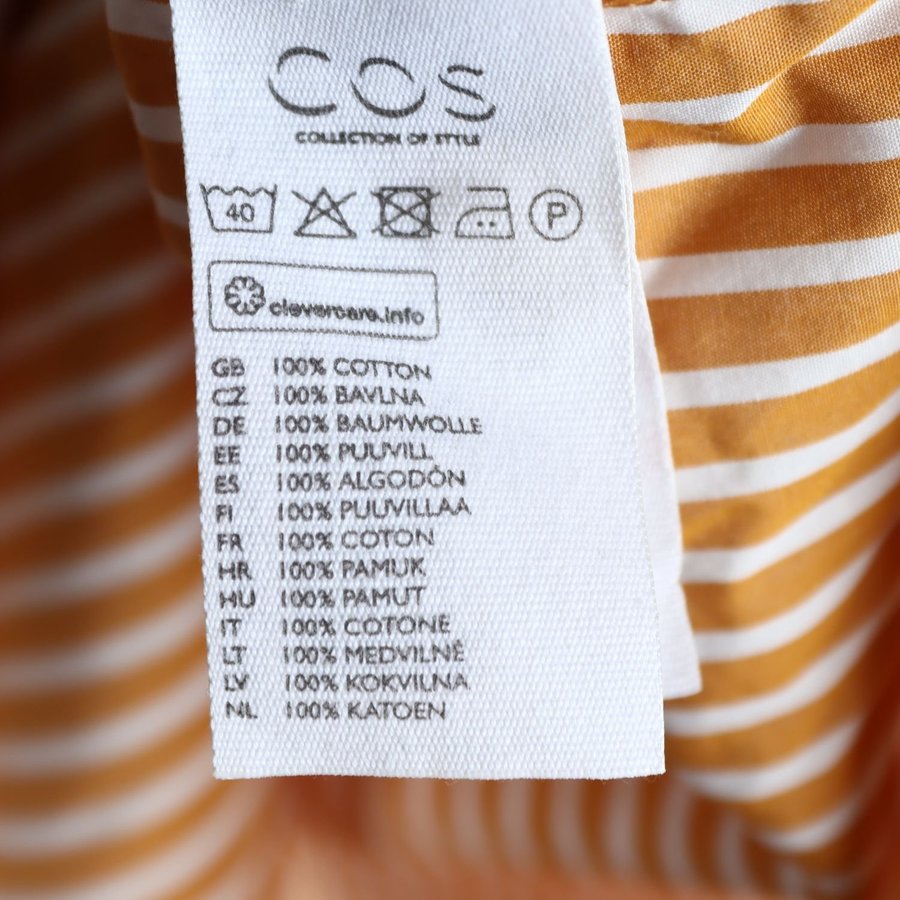 COS
COLLECTION OF STYLE
40 P
clevercare.info
GB 100% COTTON
CZ 100% BAVLNA
DE 100% BAUMWOLLE
EE 100% PUUVILL
ES 100% ALGODÓN
FI 100% PUUVILLAA
FR 100% COTON
HR 100% PAMUK
HU 100% PAMUT
IT 100% COTONE
LT 100% MEDVILNĖ
LV 100% KOKVILNA
NL 100% KATOEN